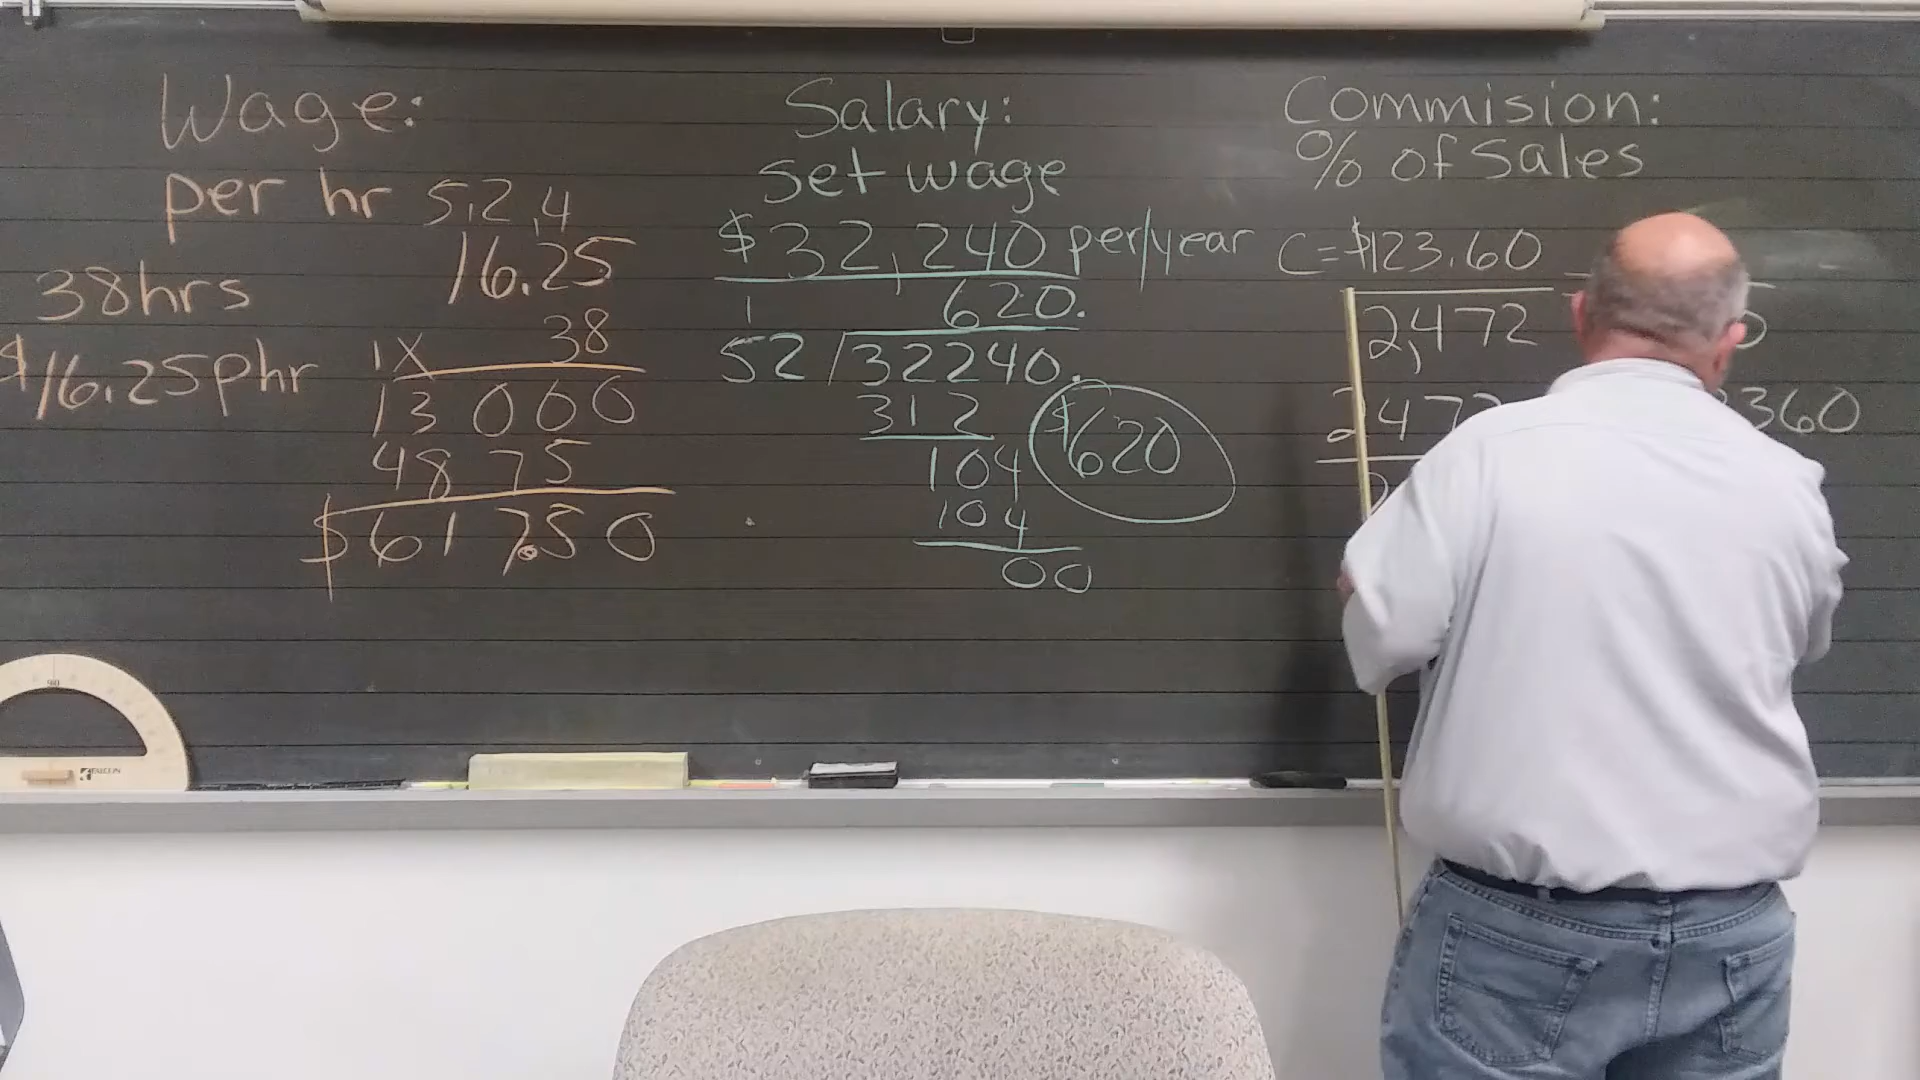 Wage:
per hr 5,2,4
16.25
38hrs
1X 38
$16.25phr
13000
4875
$617.50
Salary:
set wage
$32,240 per/year
1 620.
52 32240.
312
$620
104
104
00
Commision:
% of Sales
C=$123.60
2,472
360